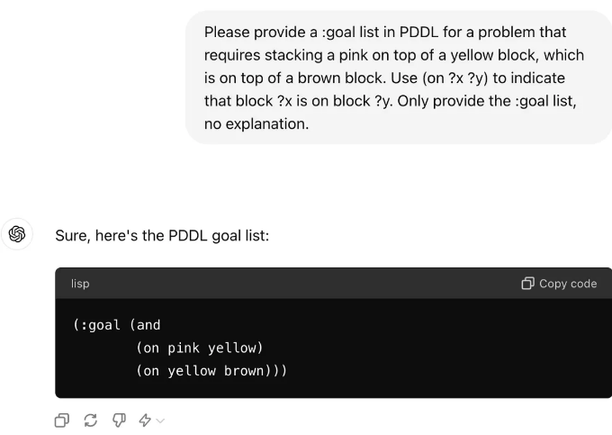 Please provide a :goal list in PDDL for a problem that
requires stacking a pink on top of a yellow block, which
is on top of a brown block. Use (on ?x ?y) to indicate
that block ?x is on block ?y. Only provide the :goal list,
no explanation.
Sure, here's the PDDL goal list:
lisp
Copy code
(:goal (and
(on pink yellow)
(on yellow brown)))